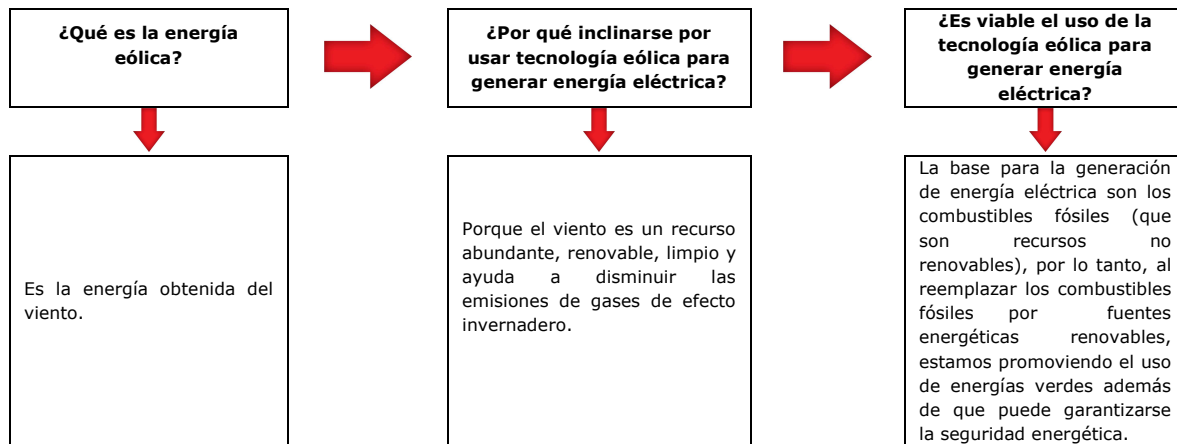 ¿Qué es la energía
eólica?
¿Por qué inclinarse por
usar tecnología eólica para
generar energía eléctrica?
¿Es viable el uso de la
tecnología eólica para
generar energía
eléctrica?
Es la energía obtenida del
viento.
Porque el viento es un recurso
abundante, renovable, limpio y
ayuda a disminuir las
emisiones de gases de efecto
invernadero.
La base para la generación
de energía eléctrica son los
combustibles fósiles (que
son recursos no
renovables), por lo tanto, al
reemplazar los combustibles
fósiles por fuentes
energéticas renovables,
estamos promoviendo el uso
de energías verdes además
de que puede garantizarse
la seguridad energética.